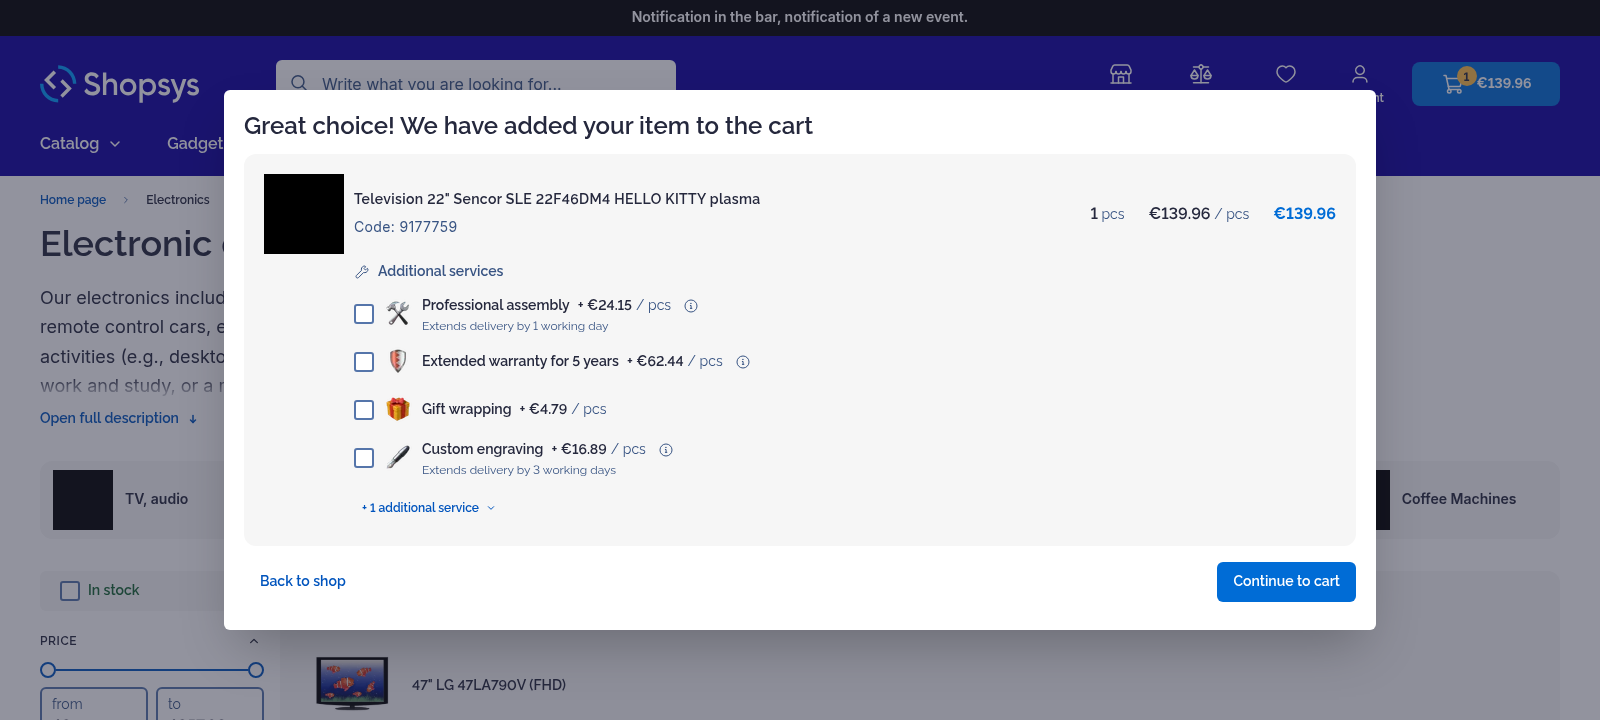 Notification in the bar, notification of a new event.
Shopsys
Write what you are looking for...
1
€139.96
Catalog
Gadget
Home page
Electronics
Electronic
Our electronics includ
remote control cars, e
activities (e.g., deskto
work and study, or a r
Open full description
TV, audio
Coffee Machines
In stock
PRICE
from
to
47" LG 47LA790V (FHD)
Great choice! We have added your item to the cart
Television 22" Sencor SLE 22F46DM4 HELLO KITTY plasma
Code: 9177759
1 pcs €139.96 / pcs €139.96
Additional services
Professional assembly + €24.15 / pcs
Extends delivery by 1 working day
Extended warranty for 5 years + €62.44 / pcs
Gift wrapping + €4.79 / pcs
Custom engraving + €16.89 / pcs
Extends delivery by 3 working days
+ 1 additional service
Back to shop
Continue to cart